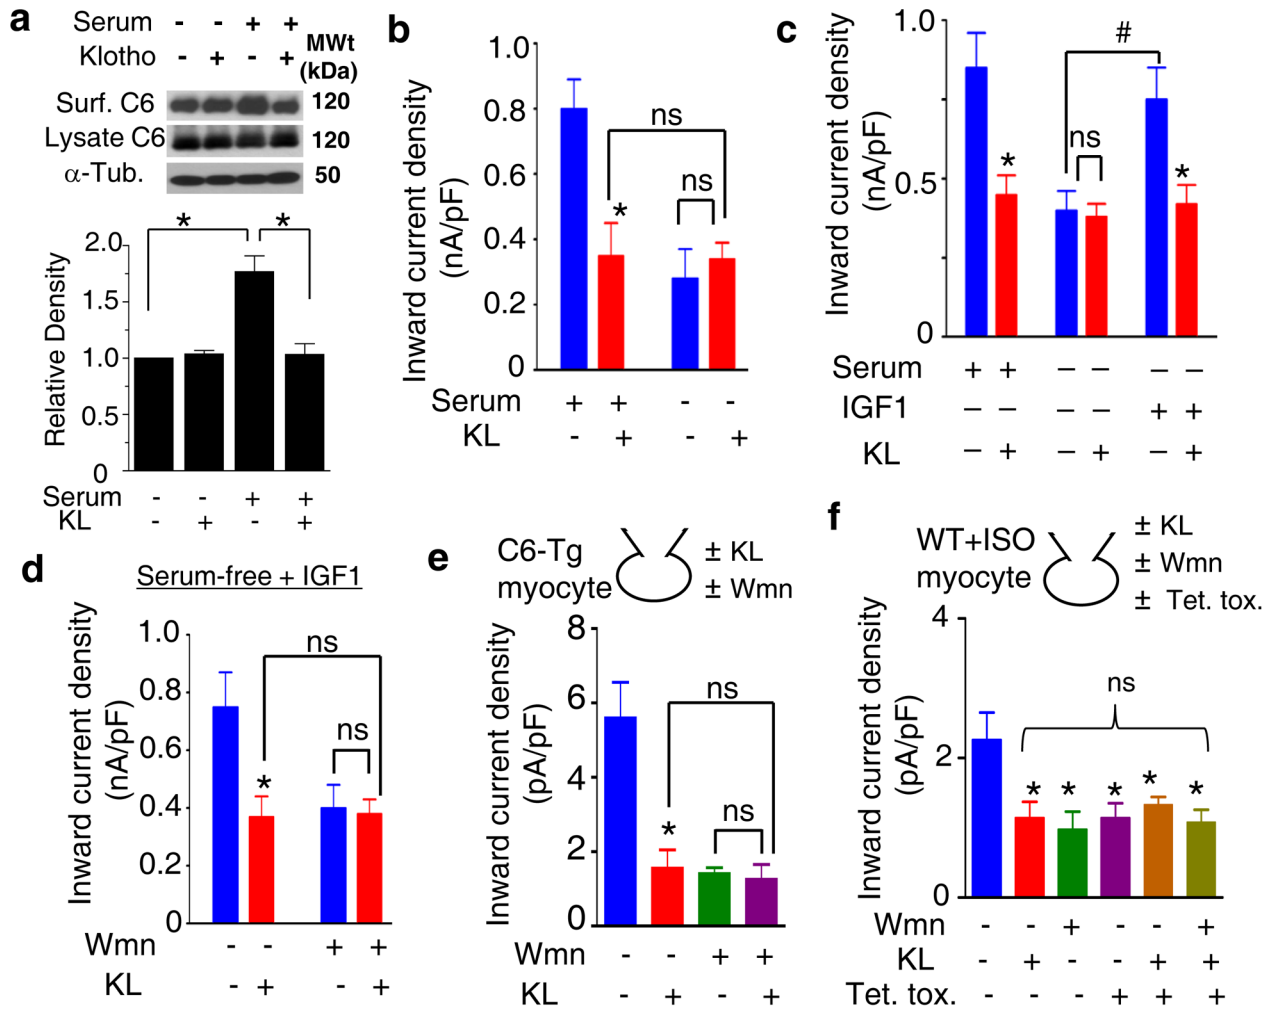 a
Serum - - + +
Klotho - + - +
MWt
(kDa)
Surf. C6 120
Lysate C6 120
α-Tub. 50
* *
Relative Density
2.0
1.5
1.0
0.5
0
Serum - - + +
KL - + - +
b
Inward current density
(nA/pF)
1.0
0.8
0.6
0.4
0.2
0
ns
ns
*
Serum + + - -
KL - + - +
c
Inward current density
(nA/pF)
1.0
0.5
0
#
ns
* *
Serum + + – – – –
IGF1 – – – – + +
KL – + – + – +
d
Serum-free + IGF1
Inward current density
(nA/pF)
1.0
0.8
0.6
0.4
0.2
0
ns
ns
*
Wmn - - + +
KL - + - +
e
C6-Tg
myocyte
± KL
± Wmn
Inward current density
(pA/pF)
8
6
4
2
0
ns
ns
*
Wmn - - + +
KL - + - +
f
WT+ISO
myocyte
± KL
± Wmn
± Tet. tox.
Inward current density
(pA/pF)
4
2
0
ns
* * * * *
Wmn - - + - - +
KL - + - - + +
Tet. tox. - - - + + +